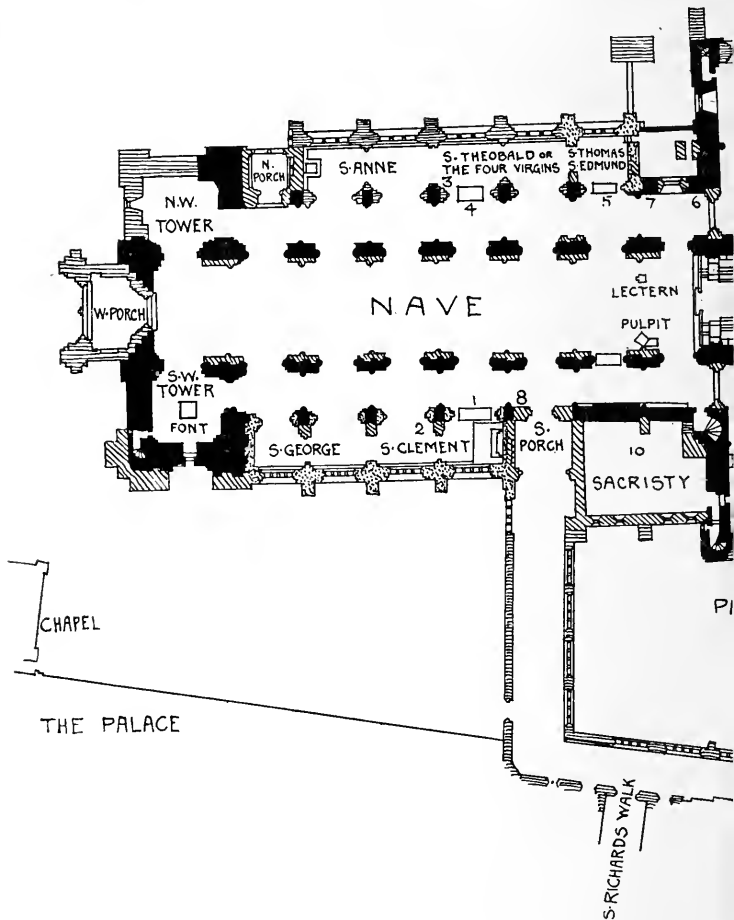 N.
PORCH
S. ANNE
S. THEOBALD OR
THE FOUR VIRGINS
S. THOMAS
S. EDMUND
3
4
5
7
6
N.W.
TOWER
W. PORCH
NAVE
LECTERN
PULPIT
S.W.
TOWER
FONT
1
8
2
S. GEORGE
S. CLEMENT
S.
PORCH
10
SACRISTY
CHAPEL
PI
THE PALACE
S. RICHARDS WALK